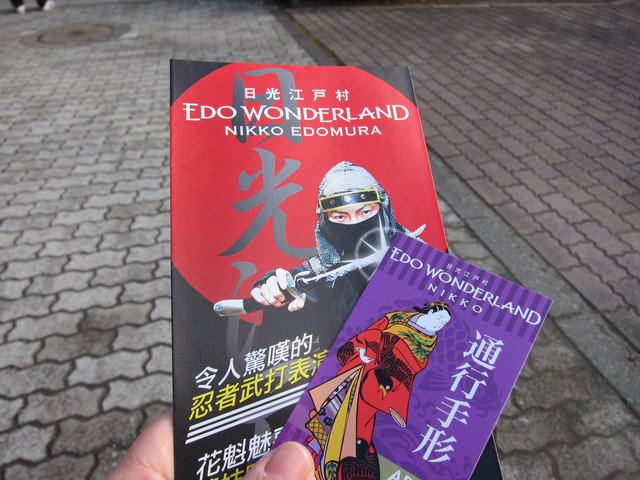 日光江戸村
EDO WONDERLAND
NIKKO EDOMURA
日光江
令人驚嘆的
忍者武打表演
花魁魅
日光江戸村
EDO WONDERLAND
NIKKO
通行手形